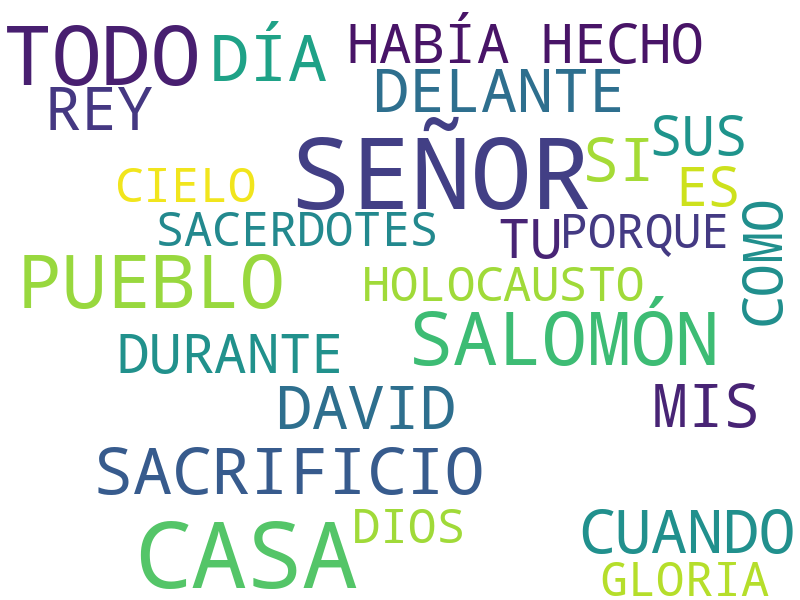 TODO DÍA HABÍA HECHO
REY DELANTE
SEÑOR SI SUS
CIELO ES
SACERDOTES TU PORQUE
COMO
PUEBLO HOLOCAUSTO
DURANTE SALOMÓN
DAVID MIS
SACRIFICIO
CASA DIOS CUANDO
GLORIA